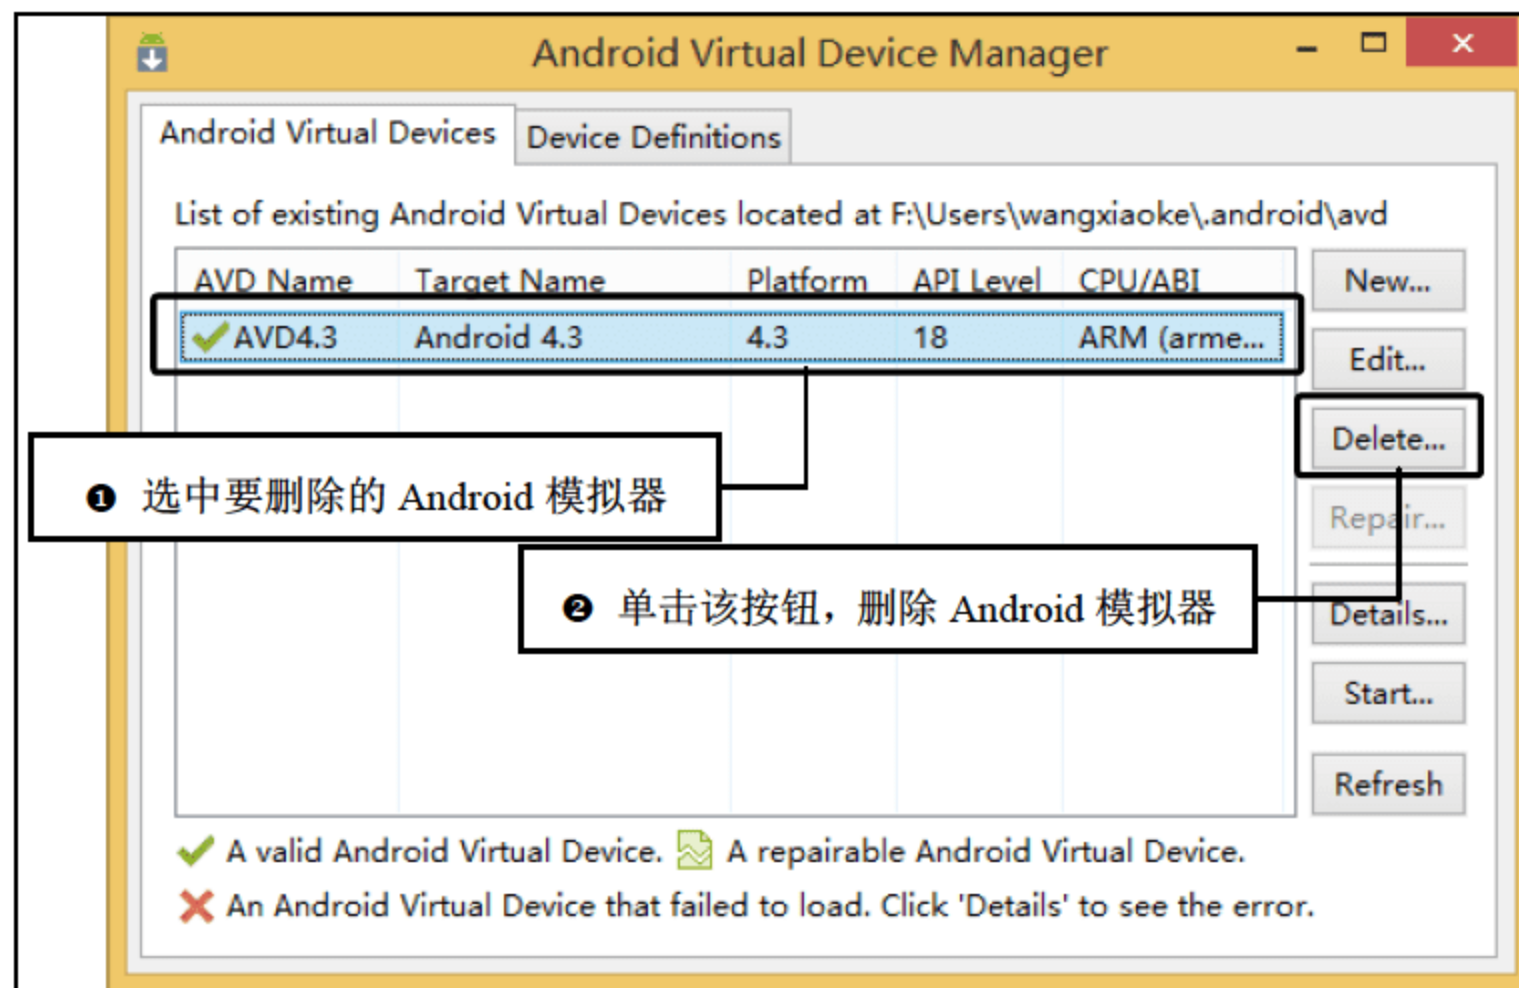 Android Virtual Device Manager
Android Virtual Devices Device Definitions
List of existing Android Virtual Devices located at F:\Users\wangxiaoke\.android\avd
AVD Name Target Name Platform API Level CPU/ABI
AVD4.3 Android 4.3 4.3 18 ARM (arme...
New...
Edit...
Delete...
Repair...
Details...
Start...
Refresh
❶ 选中要删除的 Android 模拟器
❷ 单击该按钮，删除 Android 模拟器
A valid Android Virtual Device. A repairable Android Virtual Device.
An Android Virtual Device that failed to load. Click 'Details' to see the error.